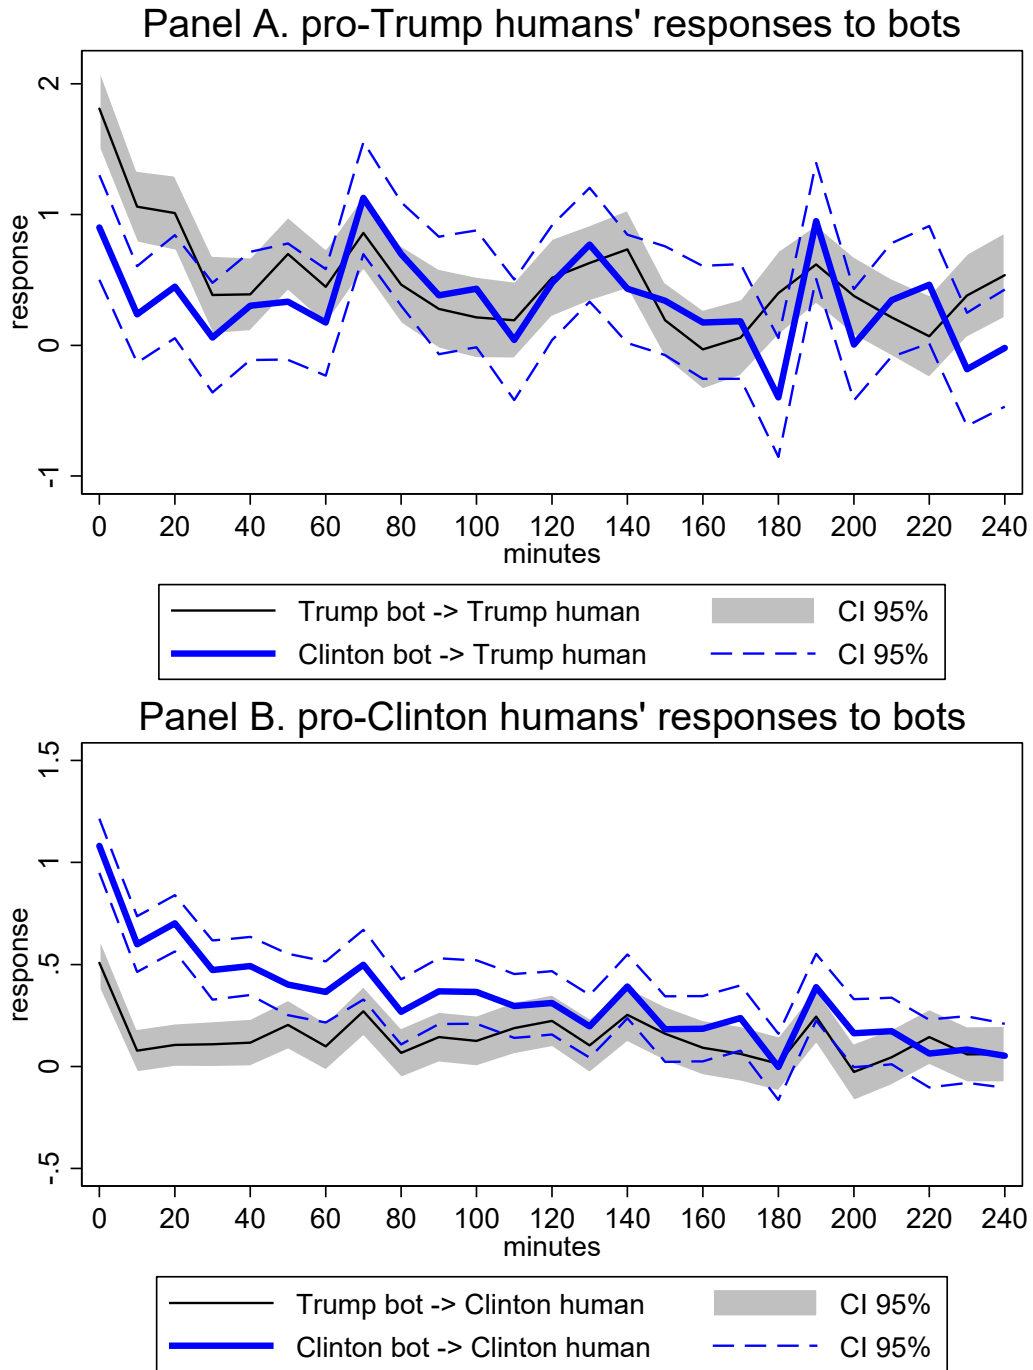 Panel A. pro-Trump humans' responses to bots
response
2
1
0
-1
0 20 40 60 80 100 120 140 160 180 200 220 240
minutes
Trump bot -> Trump human CI 95%
Clinton bot -> Trump human CI 95%
Panel B. pro-Clinton humans' responses to bots
response
1.5
1
.5
0
-.5
0 20 40 60 80 100 120 140 160 180 200 220 240
minutes
Trump bot -> Clinton human CI 95%
Clinton bot -> Clinton human CI 95%